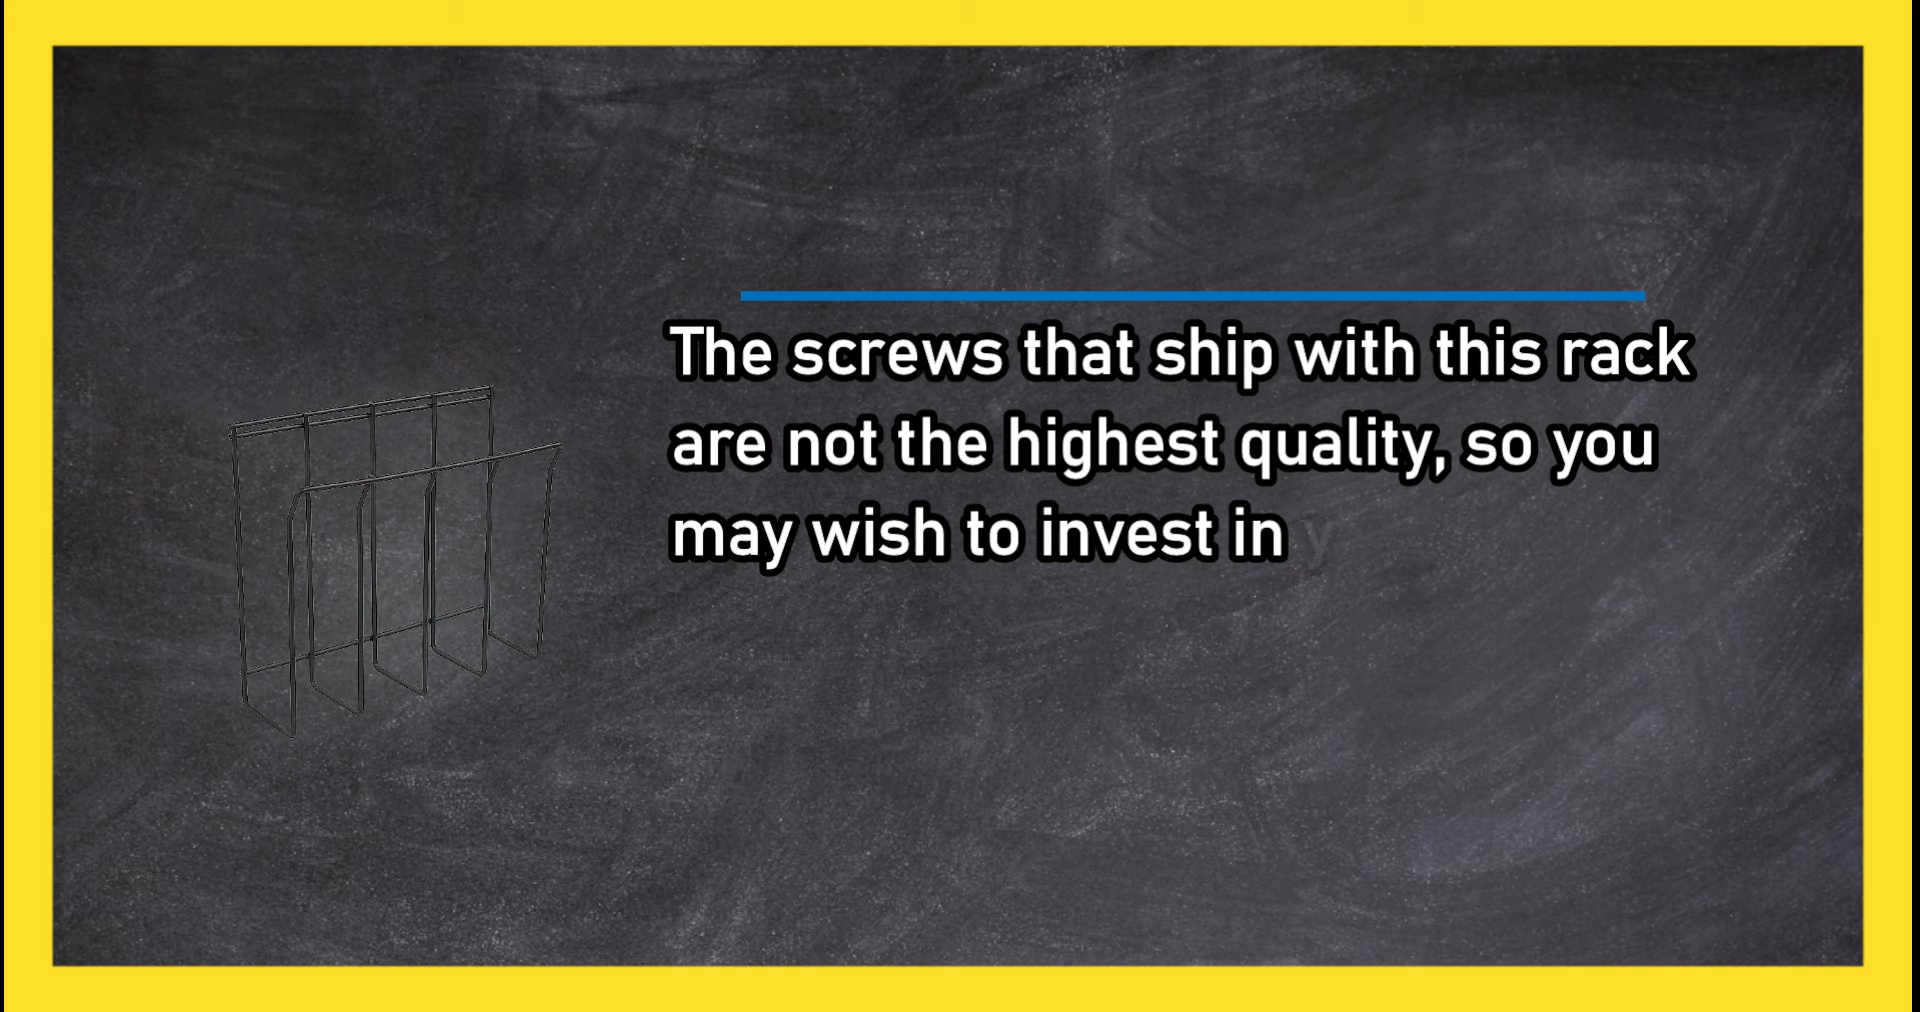 The screws that ship with this rack
are not the highest quality, so you
may wish to invest in y